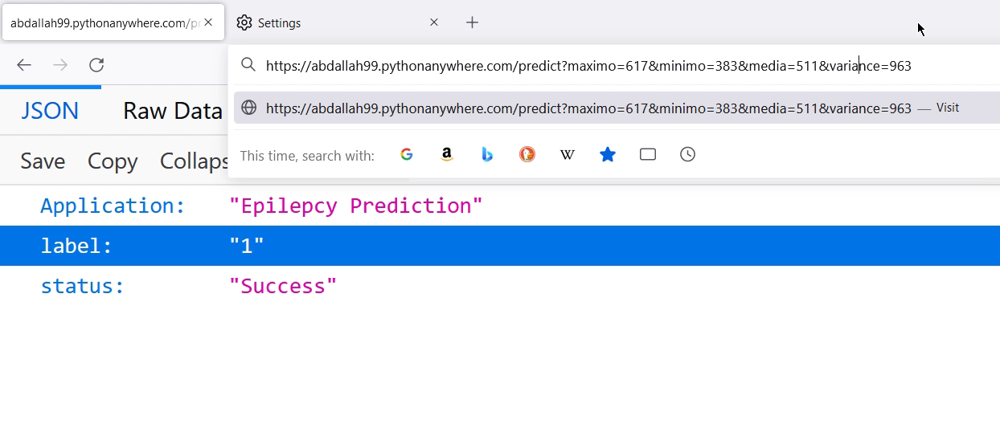 abdallah99.pythonanywhere.com/pr
Settings
https://abdallah99.pythonanywhere.com/predict?maximo=617&minimo=383&media=511&variance=963
https://abdallah99.pythonanywhere.com/predict?maximo=617&minimo=383&media=511&variance=963 — Visit
JSON Raw Data
This time, search with:
Save Copy Collaps
Application: "Epilepcy Prediction"
label: "1"
status: "Success"